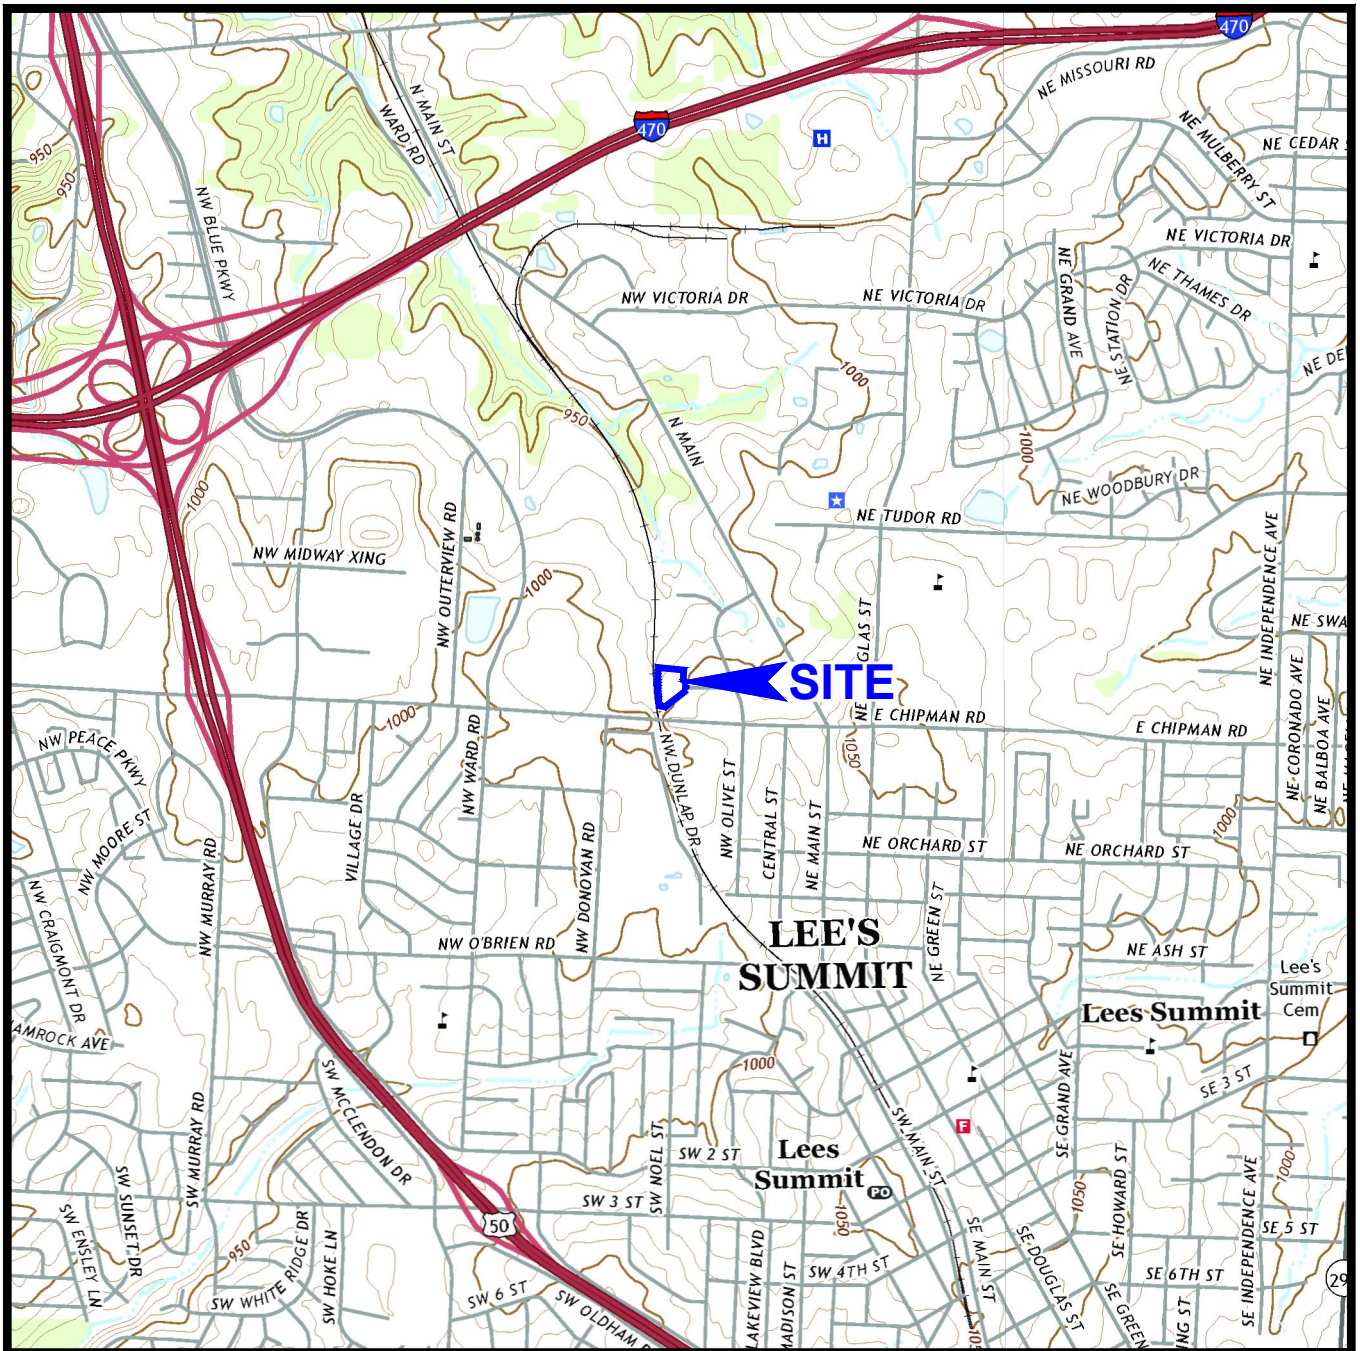 470
NE MISSOURI RD
N MAIN ST
WARD RD
470
NE MULBERRY ST
NE CEDAR
950
950
NW BLUE PKWY
NE VICTORIA DR
NE GRAND AVE
NE STATION DR
NE THAMES DR
NW VICTORIA DR
NE VICTORIA DR
1000
NE DE
950
N MAIN
1000
1000
NE WOODBURY DR
NE TUDOR RD
NW OUTERVIEW RD
NW MIDWAY XING
1000
NE INDEPENDENCE AVE
GLAS ST
NE SWA
SITE
NE
E CHIPMAN RD
E CHIPMAN RD
1000
NW PEACE PKWY
NW WARD RD
NW DUNLAP DR
1050
NE CORONADO AVE
NE BALBOA AVE
NW OLIVE ST
CENTRAL ST
NE MAIN ST
VILLAGE DR
NW MOORE ST
NW MURRAY RD
NW DONOVAN RD
NE ORCHARD ST
NE ORCHARD ST
1000
NW CRAIGMONT DR
NE GREEN ST
LEE'S
SUMMIT
NW O'BRIEN RD
NE ASH ST
Lee's
Summit
Cem
Lees Summit
AMROCK AVE
1000
SW MCCLENDON DR
SE GRAND AVE
SE 3 ST
SW MURRAY RD
SW MAIN ST
F
SW NOEL ST
SW 2 ST
Lees
Summit
PO
SW SUNSET DR
SW ENSLEY LN
SW 3 ST
50
1050
1050
SE HOWARD ST
SE INDEPENDENCE AVE
1000
SE 5 ST
SW WHITE RIDGE DR
SW HOKE LN
950
SW 6 ST
SW OLDHAM
LAKEVIEW BLVD
MADISON ST
SW 4TH ST
SE MAIN ST
SE DOUGLAS ST
SE GREEN
SE 6TH ST
NG ST
29
H